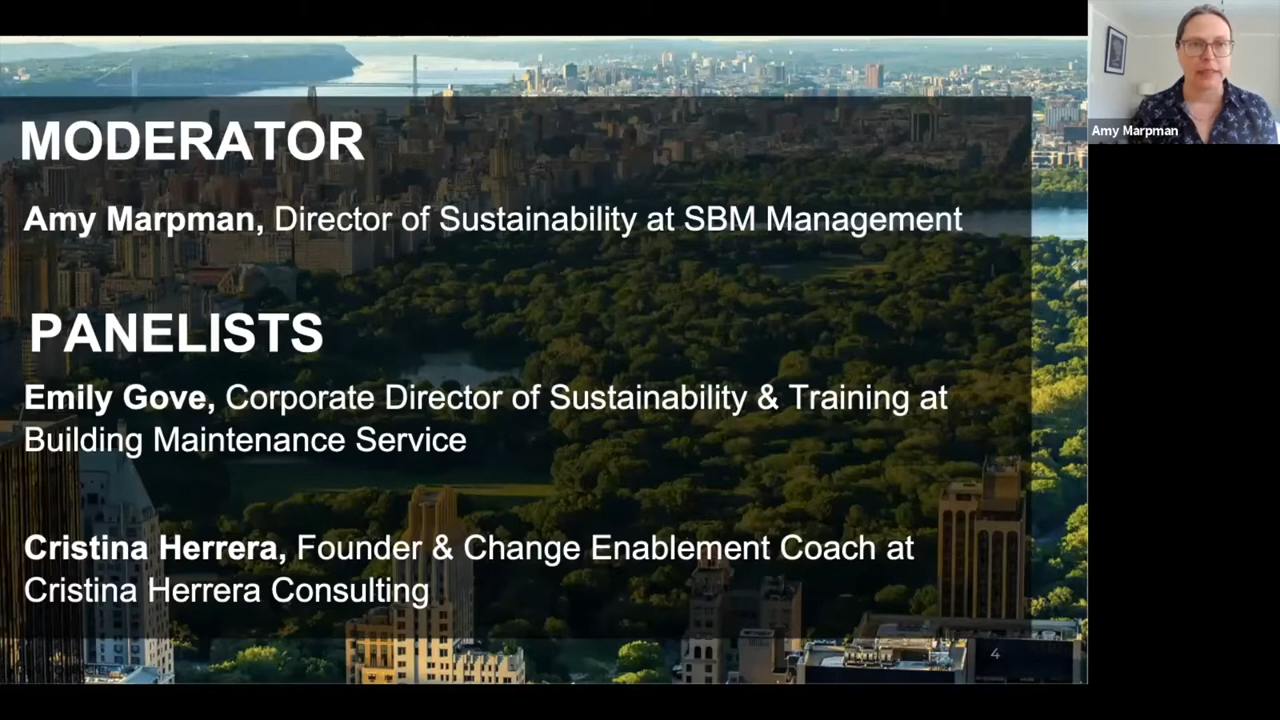 MODERATOR
Amy Marpman, Director of Sustainability at SBM Management
PANELISTS
Emily Gove, Corporate Director of Sustainability & Training at
Building Maintenance Service
Cristina Herrera, Founder & Change Enablement Coach at
Cristina Herrera Consulting
4
Amy Marpman